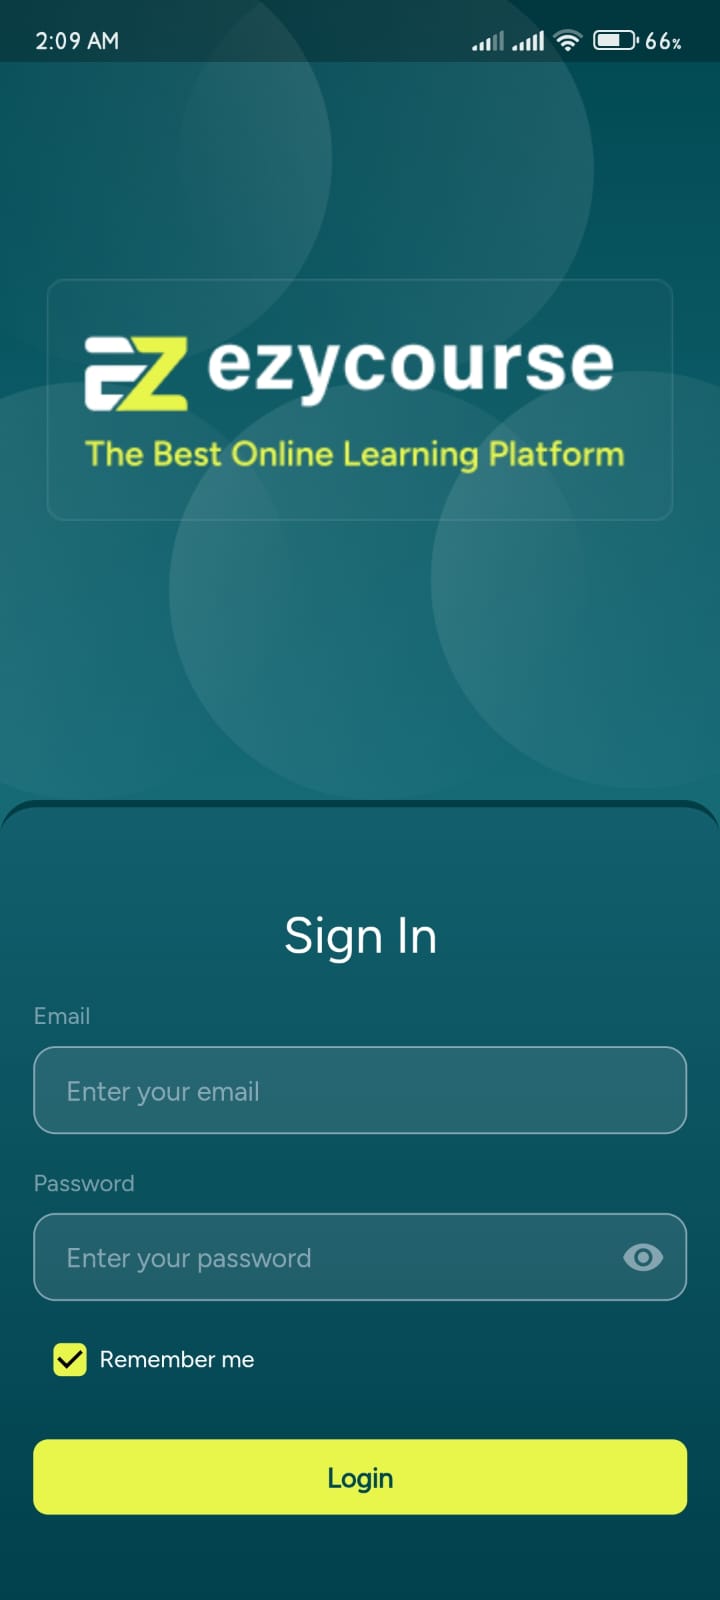 2:09 AM 66%
EZ ezycourse
The Best Online Learning Platform
Sign In
Email
Enter your email
Password
Enter your password
Remember me
Login